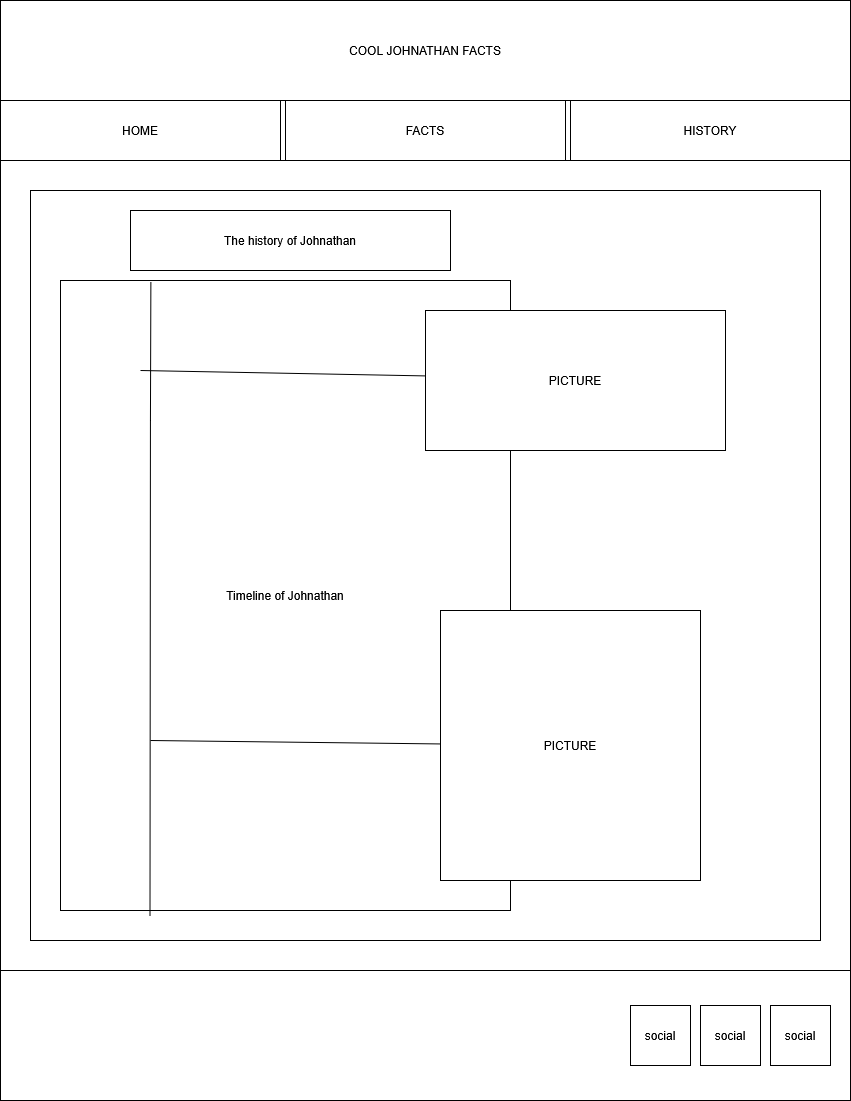 COOL JOHNATHAN FACTS
HOME
FACTS
HISTORY
The history of Johnathan
PICTURE
Timeline of Johnathan
PICTURE
social
social
social